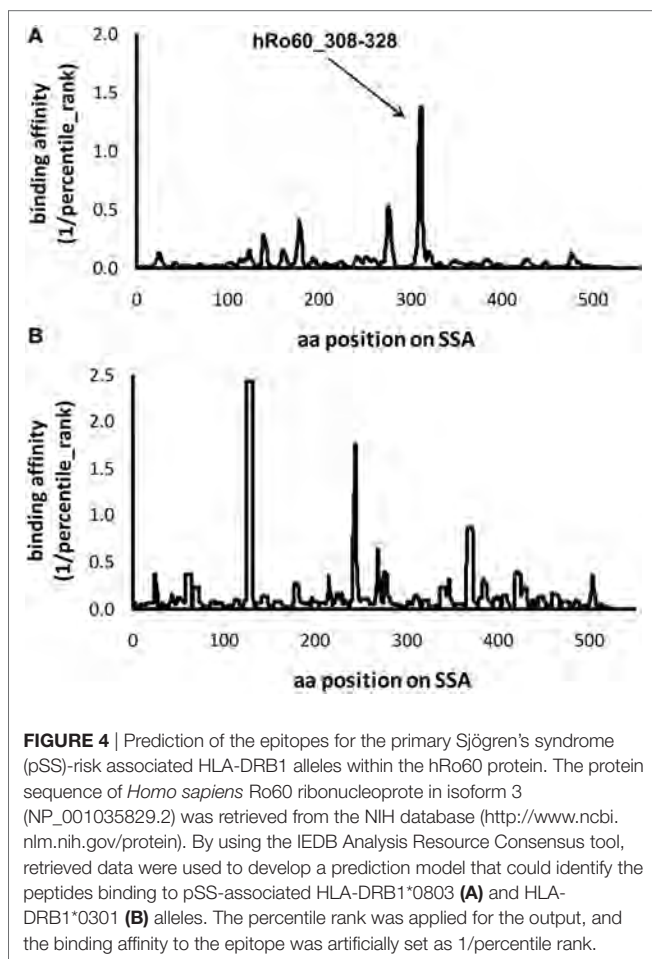 A
2.0
1.5
1.0
0.5
0.0
binding affinity
(1/percentile_rank)
hRo60_308-328
0 100 200 300 400 500
aa position on SSA
B
2.5
2.0
1.5
1.0
0.5
0.0
binding affinity
(1/percentile_rank)
0 100 200 300 400 500
aa position on SSA
FIGURE 4 | Prediction of the epitopes for the primary Sjögren's syndrome
(pSS)-risk associated HLA-DRB1 alleles within the hRo60 protein. The protein
sequence of Homo sapiens Ro60 ribonucleoprote in isoform 3
(NP_001035829.2) was retrieved from the NIH database (http://www.ncbi.
nlm.nih.gov/protein). By using the IEDB Analysis Resource Consensus tool,
retrieved data were used to develop a prediction model that could identify the
peptides binding to pSS-associated HLA-DRB1*0803 (A) and HLA-
DRB1*0301 (B) alleles. The percentile rank was applied for the output, and
the binding affinity to the epitope was artificially set as 1/percentile rank.